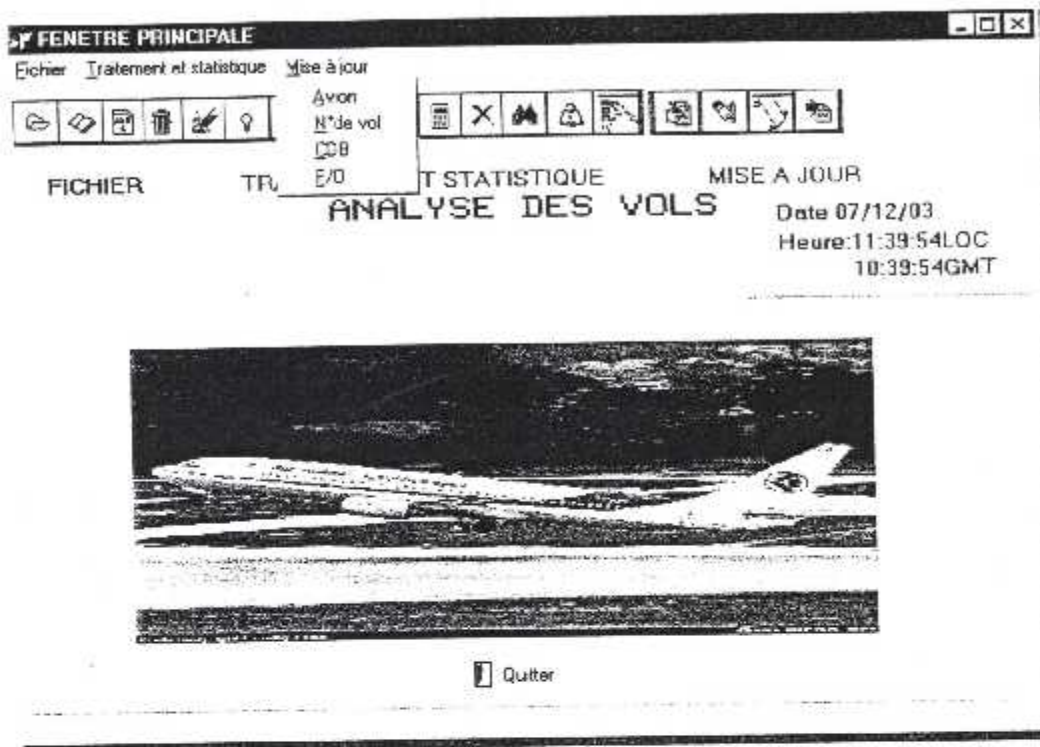 FENETRE PRINCIPALE
Fichier Traitement et statistique Mise à jour
Avion
N°de vol
CDB
E/O
FICHIER TRA T STATISTIQUE MISE A JOUR
ANALYSE DES VOLS
Date 07/12/03
Heure:11:39:54LOC
10:39:54GMT
Quitter